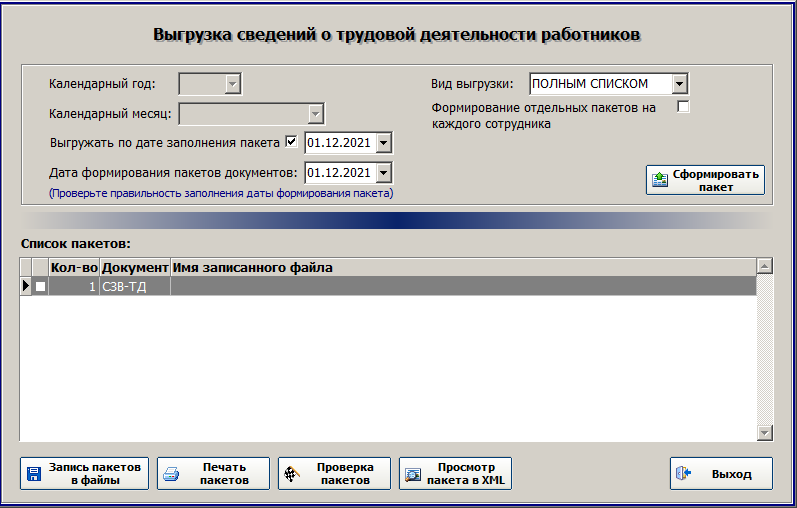 Выгрузка сведений о трудовой деятельности работников
Календарный год:
Вид выгрузки: ПОЛНЫМ СПИСКОМ
Календарный месяц:
Формирование отдельных пакетов на
каждого сотрудника
Выгружать по дате заполнения пакета 01.12.2021
Дата формирования пакетов документов: 01.12.2021
(Проверьте правильность заполнения даты формирования пакета)
Сформировать
пакет
Список пакетов:
Кол-во Документ Имя записанного файла
1 СЗВ-ТД
Запись пакетов
в файлы
Печать
пакетов
Проверка
пакетов
Просмотр
пакета в XML
Выход